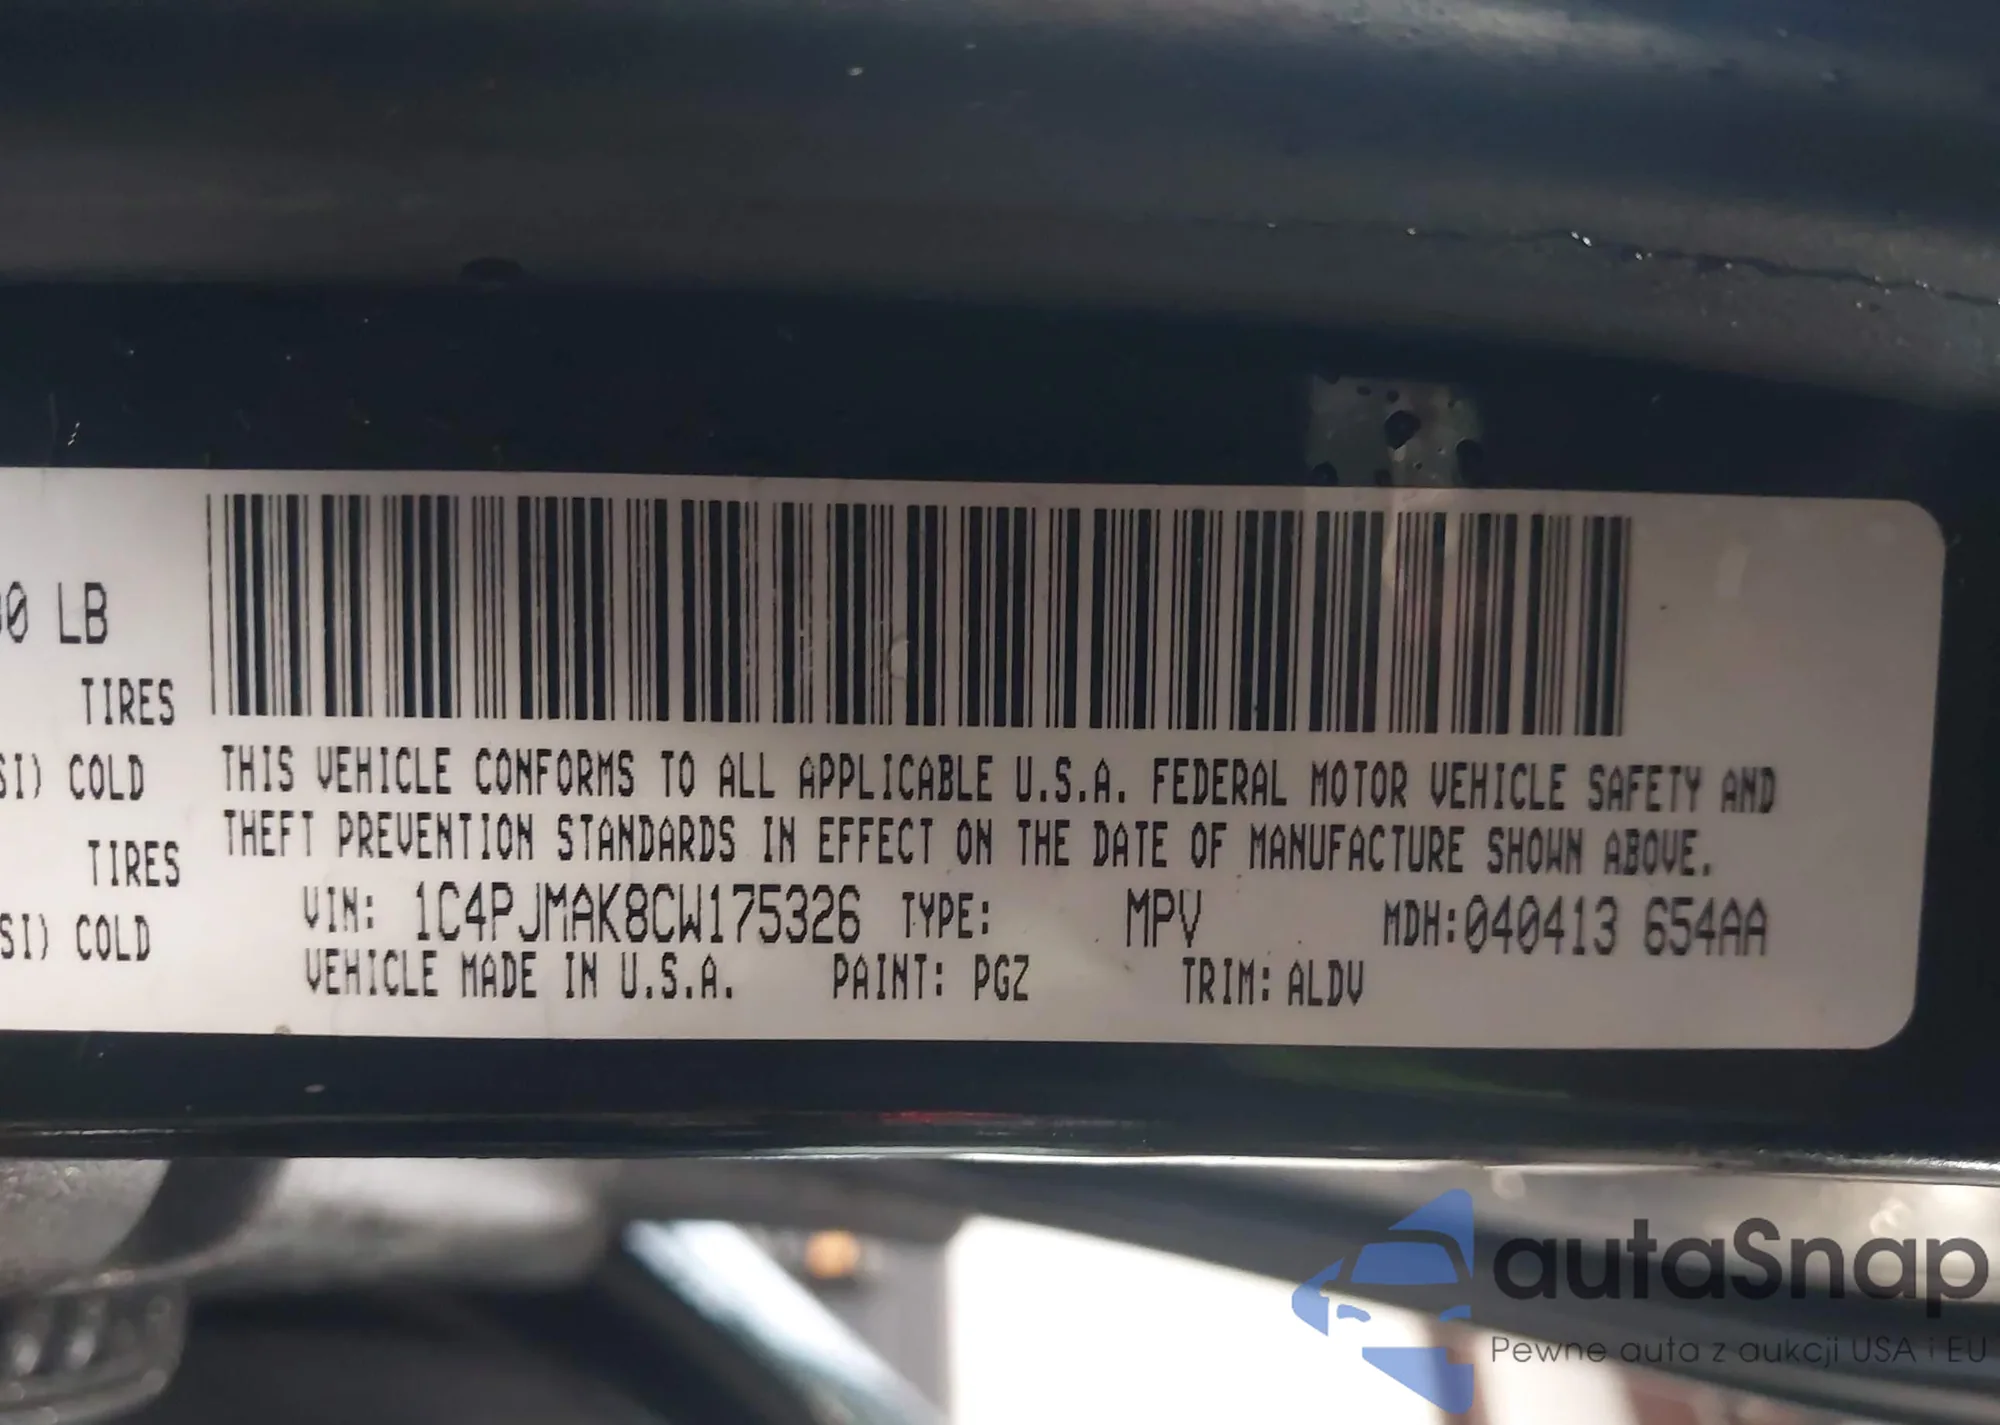 0 LB
TIRES
SI) COLD
TIRES
SI) COLD
THIS VEHICLE CONFORMS TO ALL APPLICABLE U.S.A. FEDERAL MOTOR VEHICLE SAFETY AND
THEFT PREVENTION STANDARDS IN EFFECT ON THE DATE OF MANUFACTURE SHOWN ABOVE.
VIN: 1C4PJMAK8CW175326 TYPE: MPV MDH:040413 654AA
VEHICLE MADE IN U.S.A. PAINT: PGZ TRIM: ALDV
autaSnap
Pewne auta z aukcji USA i EU